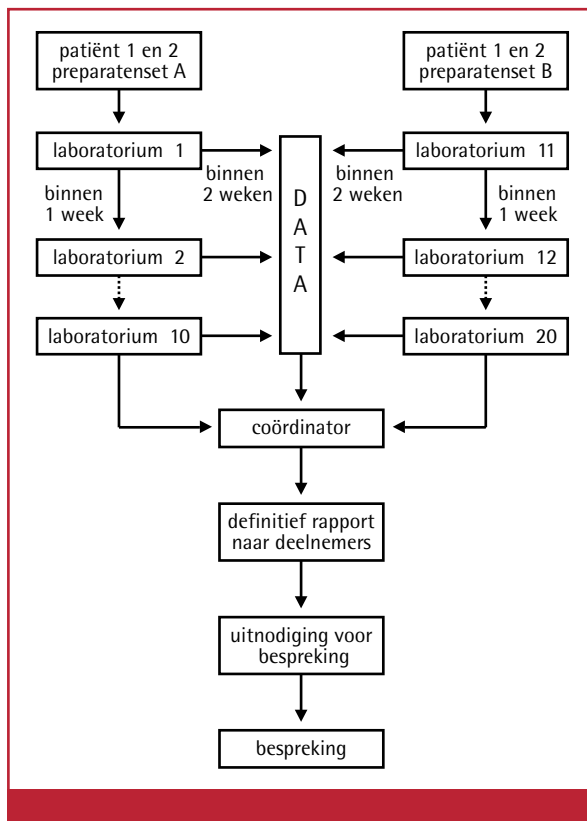 patiënt 1 en 2
preparatenset A
patiënt 1 en 2
preparatenset B
laboratorium 1
laboratorium 11
binnen
1 week
binnen
2 weken
D
A
T
A
binnen
2 weken
binnen
1 week
laboratorium 2
laboratorium 12
laboratorium 10
laboratorium 20
coördinator
definitief rapport
naar deelnemers
uitnodiging voor
bespreking
bespreking